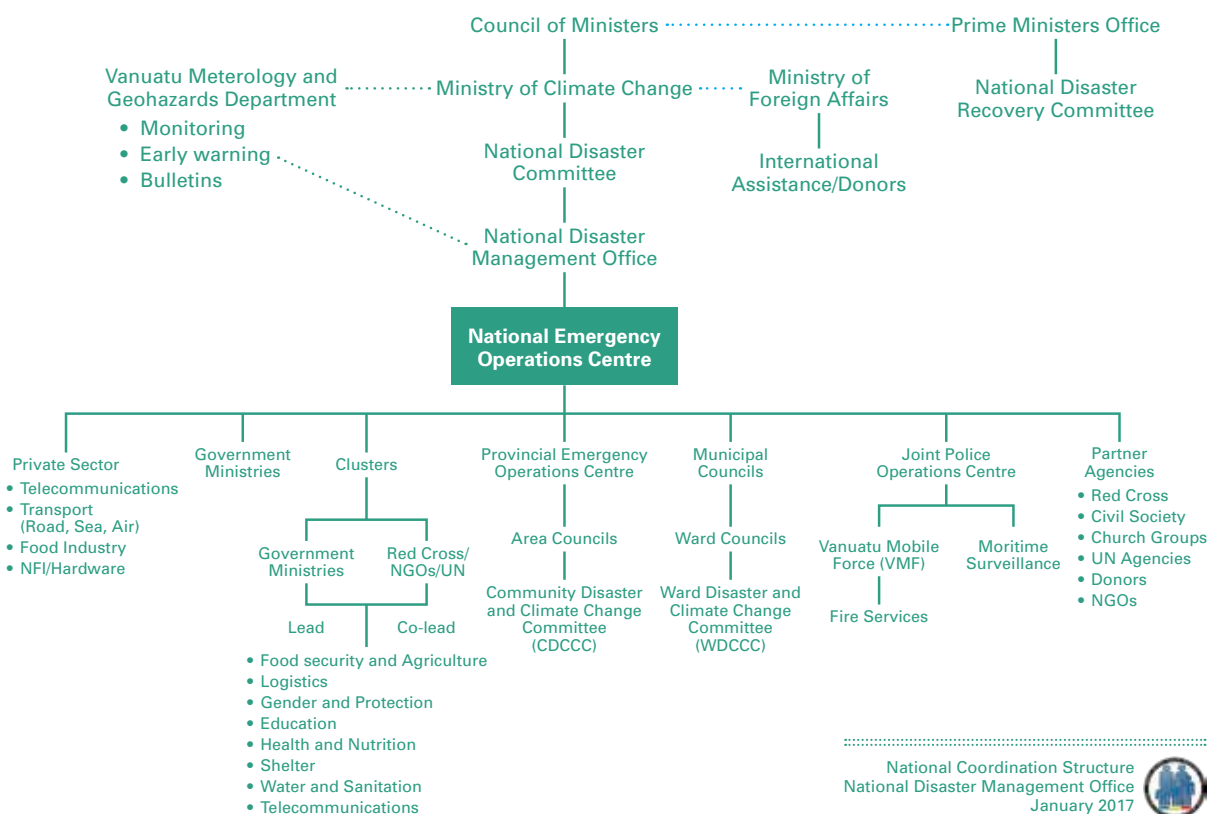 Council of Ministers
Prime Ministers Office
Vanuatu Meterology and
Geohazards Department
• Monitoring
• Early warning
• Bulletins
Ministry of Climate Change
Ministry of
Foreign Affairs
National Disaster
Recovery Committee
National Disaster
Committee
International
Assistance/Donors
National Disaster
Management Office
National Emergency
Operations Centre
Private Sector
• Telecommunications
• Transport
(Road, Sea, Air)
• Food Industry
• NFI/Hardware
Government
Ministries
Clusters
Government
Ministries
Red Cross/
NGOs/UN
Lead
Co-lead
• Food security and Agriculture
• Logistics
• Gender and Protection
• Education
• Health and Nutrition
• Shelter
• Water and Sanitation
• Telecommunications
Provincial Emergency
Operations Centre
Area Councils
Community Disaster
and Climate Change
Committee
(CDCCC)
Municipal
Councils
Ward Councils
Ward Disaster and
Climate Change
Committee
(WDCCC)
Joint Police
Operations Centre
Vanuatu Mobile
Force (VMF)
Fire Services
Moritime
Surveillance
Partner
Agencies
• Red Cross
• Civil Society
• Church Groups
• UN Agencies
• Donors
• NGOs
National Coordination Structure
National Disaster Management Office
January 2017